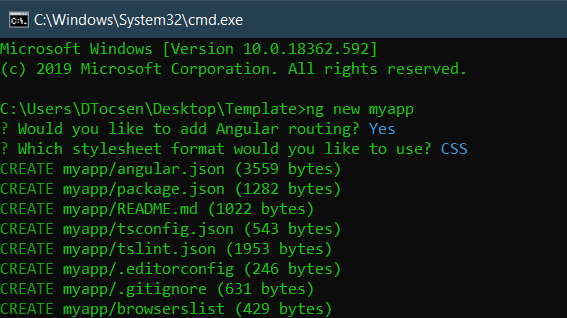 C:\Windows\System32\cmd.exe
Microsoft Windows [Version 10.0.18362.592]
(c) 2019 Microsoft Corporation. All rights reserved.
C:\Users\DTocsen\Desktop\Template>ng new myapp
? Would you like to add Angular routing? Yes
? Which stylesheet format would you like to use? CSS
CREATE myapp/angular.json (3559 bytes)
CREATE myapp/package.json (1282 bytes)
CREATE myapp/README.md (1022 bytes)
CREATE myapp/tsconfig.json (543 bytes)
CREATE myapp/tslint.json (1953 bytes)
CREATE myapp/.editorconfig (246 bytes)
CREATE myapp/.gitignore (631 bytes)
CREATE myapp/browserslist (429 bytes)